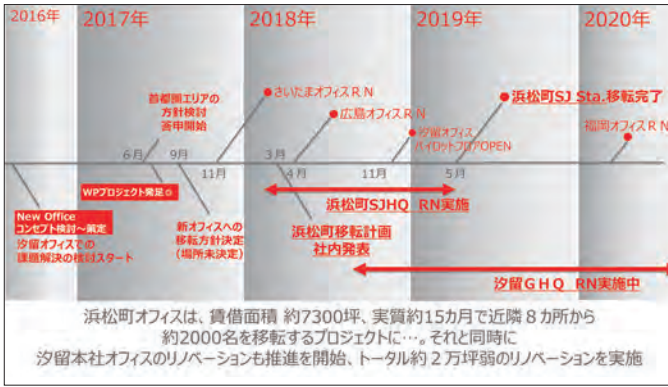 2016年
2017年
2018年
2019年
2020年
首都圏エリアの
方針検討
答申開始
さいたまオフィスＲＮ
広島オフィスＲＮ
汐留オフィス
パイロットフロアOPEN
浜松町SJ Sta.移転完了
福岡オフィスＲＮ
6月
9月
11月
3月
4月
11月
5月
WPプロジェクト発足
New Office
コンセプト検討～策定
汐留オフィスでの
課題解決の検討スタート
新オフィスへの
移転方針決定
(場所未決定)
浜松町SJHQ RN実施
浜松町移転計画
社内発表
汐留GHQ RN実施中
浜松町オフィスは、賃借面積 約7300坪、実質約15カ月で近隣８カ所から
約2000名を移転するプロジェクトに…。それと同時に
汐留本社オフィスのリノベーションも推進を開始、トータル約２万坪弱のリノベーションを実施